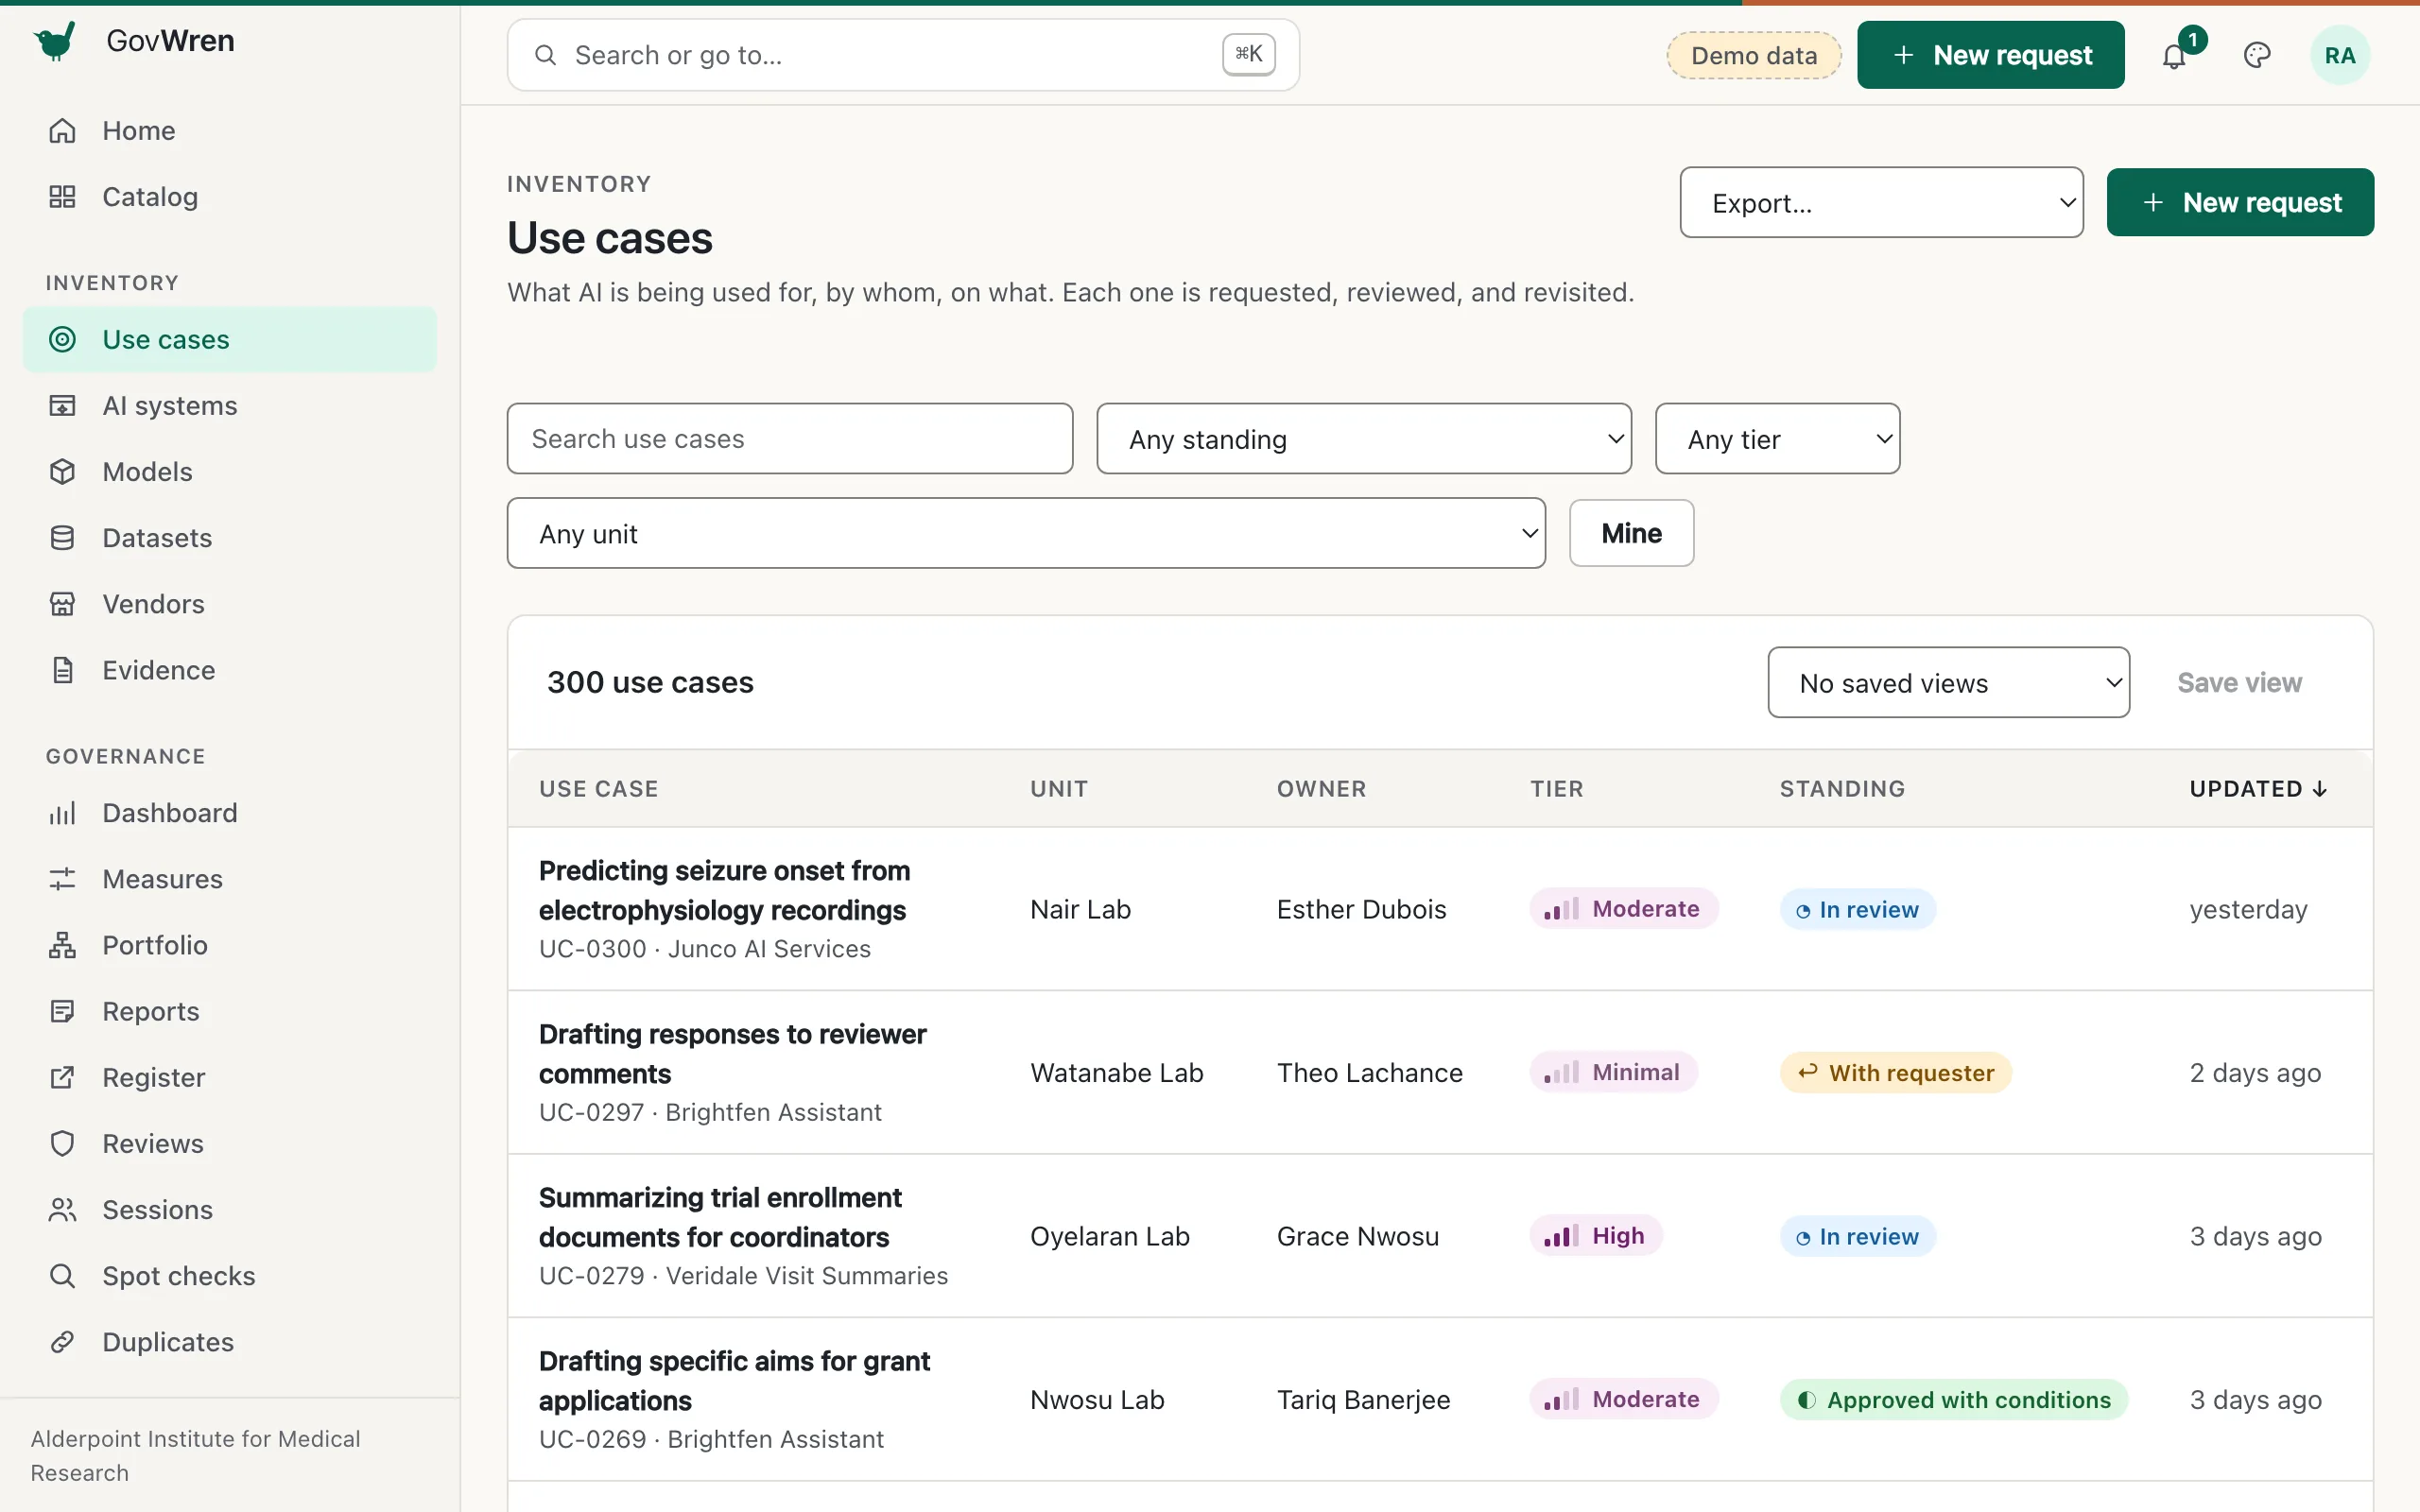 GovWren
Search or go to...
⌘K
Demo data
+ New request
1
RA
Home
Catalog
INVENTORY
Use cases
AI systems
Models
Datasets
Vendors
Evidence
GOVERNANCE
Dashboard
Measures
Portfolio
Reports
Register
Reviews
Sessions
Spot checks
Duplicates
Alderpoint Institute for Medical
Research
INVENTORY
Use cases
What AI is being used for, by whom, on what. Each one is requested, reviewed, and revisited.
Export...
+ New request
Search use cases
Any standing
Any tier
Any unit
Mine
300 use cases
No saved views
Save view
USE CASE UNIT OWNER TIER STANDING UPDATED ↓
Predicting seizure onset from
electrophysiology recordings
UC-0300 · Junco AI Services
Nair Lab
Esther Dubois
Moderate
In review
yesterday
Drafting responses to reviewer
comments
UC-0297 · Brightfen Assistant
Watanabe Lab
Theo Lachance
Minimal
With requester
2 days ago
Summarizing trial enrollment
documents for coordinators
UC-0279 · Veridale Visit Summaries
Oyelaran Lab
Grace Nwosu
High
In review
3 days ago
Drafting specific aims for grant
applications
UC-0269 · Brightfen Assistant
Nwosu Lab
Tariq Banerjee
Moderate
Approved with conditions
3 days ago